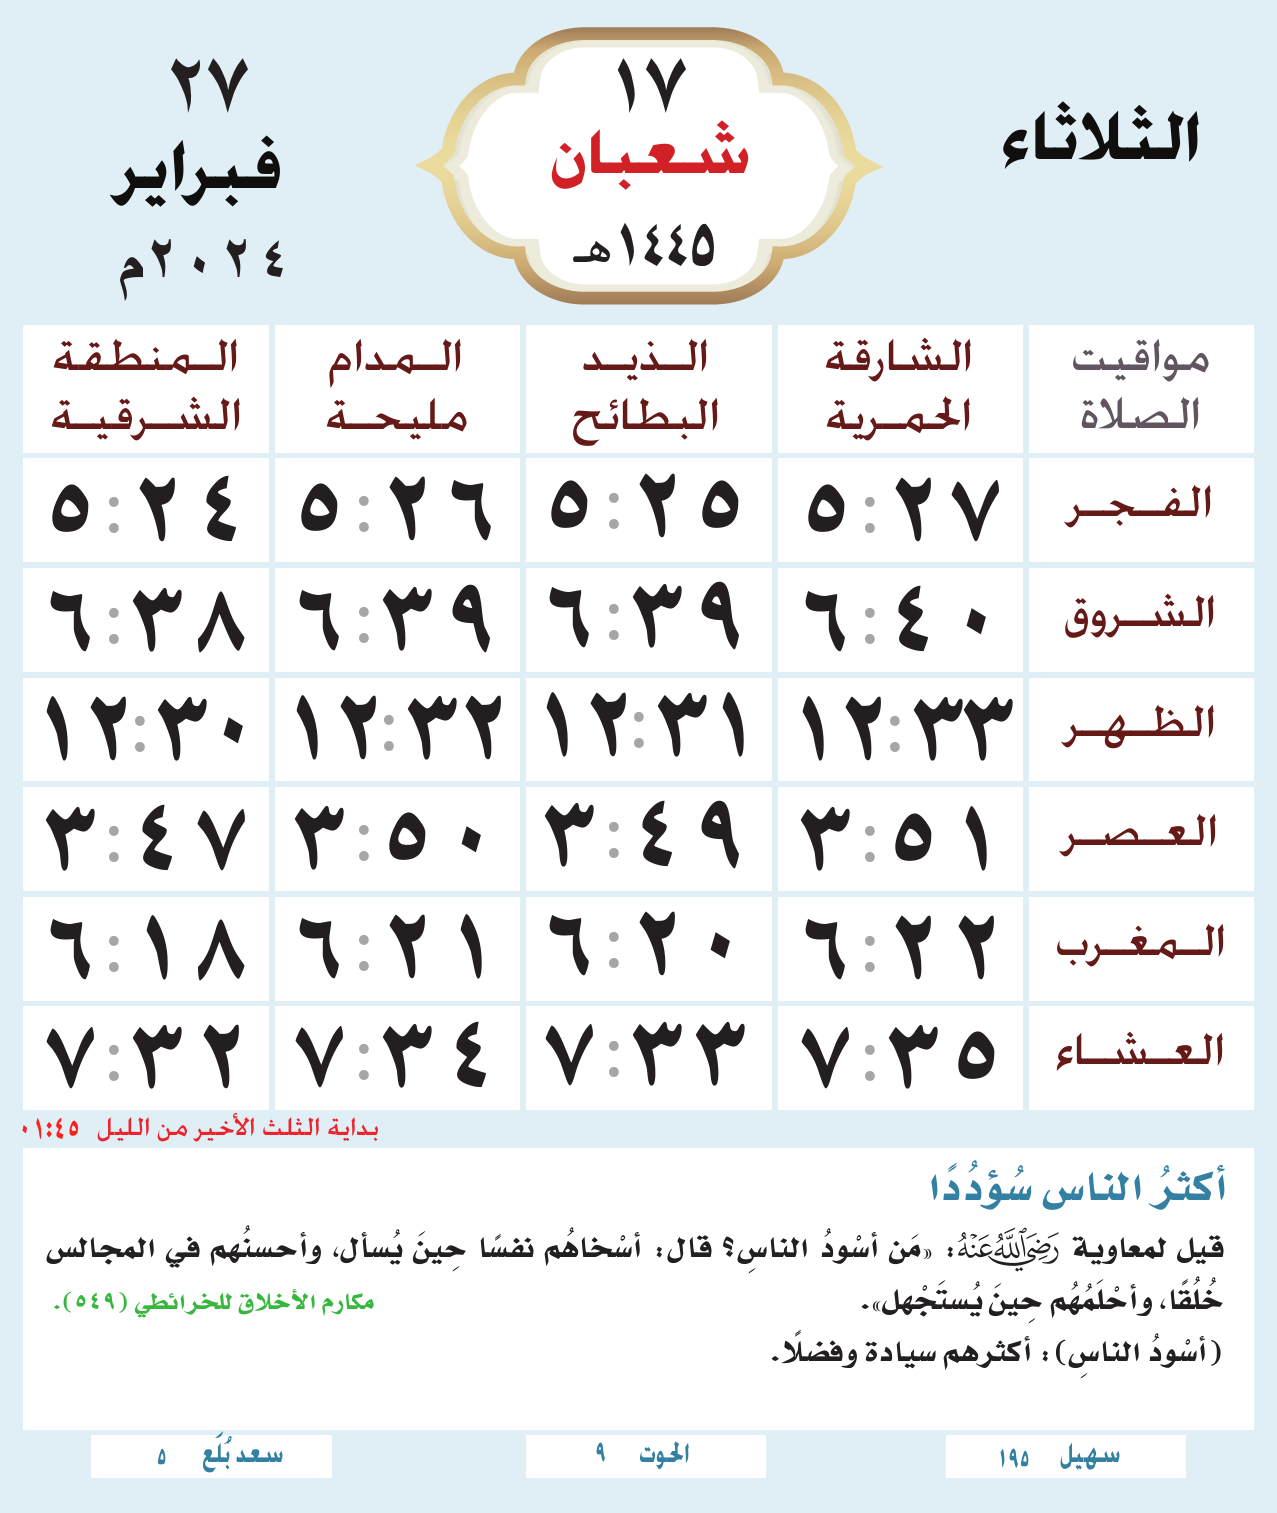 الثلاثاء
١٧
شعبان
١٤٤٥هـ
٢٧
فبراير
٢٠٢٤م
مواقيت الصلاة
الشارقة الحمرية
الذيد البطائح
المدام مليحة
المنطقة الشرقية
الفجر ٥:٢٧ ٥:٢٥ ٥:٢٦ ٥:٢٤
الشروق ٦:٤٠ ٦:٣٩ ٦:٣٩ ٦:٣٨
الظهر ١٢:٣٣ ١٢:٣١ ١٢:٣٢ ١٢:٣٠
العصر ٣:٥١ ٣:٤٩ ٣:٥٠ ٣:٤٧
المغرب ٦:٢٢ ٦:٢٠ ٦:٢١ ٦:١٨
العشاء ٧:٣٥ ٧:٣٣ ٧:٣٤ ٧:٣٢
بداية الثلث الأخير من الليل ٠١:٤٥
أكثرُ الناس سُؤدُدًا
قيل لمعاوية رَضِيَ اللَّهُ عَنْهُ: «مَن أسْودُ الناسِ؟ قال: أسْخاهُم نفسًا حِينَ يُسأل، وأحسنُهم في المجالس
خُلُقًا، وأحْلَمُهُم حِينَ يُستَجْهل».
مكارم الأخلاق للخرائطي (٥٤٩).
(أسْودُ الناسِ): أكثرهم سيادة وفضلًا.
سهيل ١٩٥
الحوت ٩
سعد بُلَع ٥